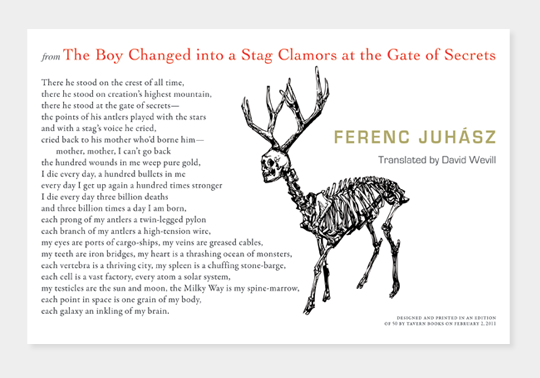 from The Boy Changed into a Stag Clamors at the Gate of Secrets
There he stood on the crest of all time,
there he stood on creation's highest mountain,
there he stood at the gate of secrets—
the points of his antlers played with the stars
and with a stag's voice he cried,
cried back to his mother who'd borne him—
mother, mother, I can't go back
the hundred wounds in me weep pure gold,
I die every day, a hundred bullets in me
every day I get up again a hundred times stronger
I die every day three billion deaths
and three billion times a day I am born,
each prong of my antlers a twin-legged pylon
each branch of my antlers a high-tension wire,
my eyes are ports of cargo-ships, my veins are greased cables,
my teeth are iron bridges, my heart is a thrashing ocean of monsters,
each vertebra is a thriving city, my spleen is a chuffing stone-barge,
each cell is a vast factory, every atom a solar system,
my testicles are the sun and moon, the Milky Way is my spine-marrow,
each point in space is one grain of my body,
each galaxy an inkling of my brain.
FERENC JUHÁSZ
Translated by David Wevill
DESIGNED AND PRINTED IN AN EDITION
OF 50 BY TAVERN BOOKS ON FEBRUARY 2, 2012